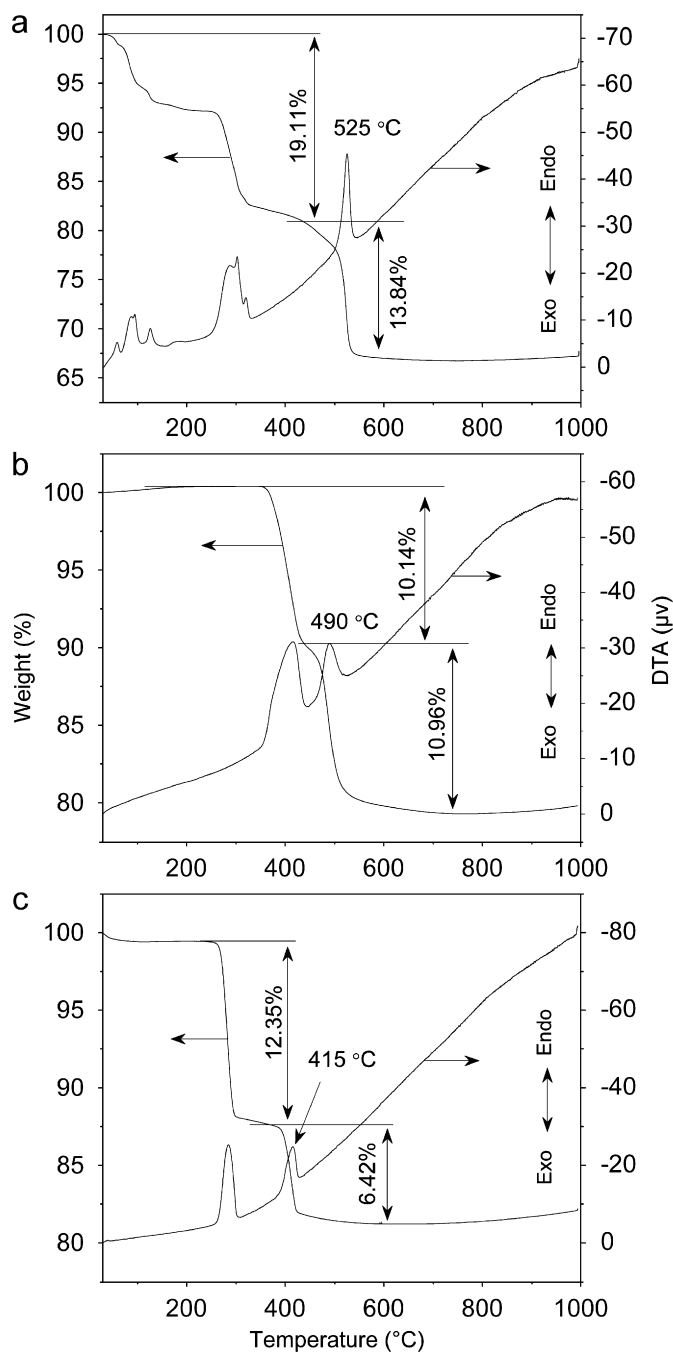 a
100
95
90
85
80
75
70
65
-70
-60
-50
-40
-30
-20
-10
0
19.11%
525 °C
13.84%
Endo
Exo
200 400 600 800 1000
b
100
95
90
85
80
-60
-50
-40
-30
-20
-10
0
10.14%
490 °C
10.96%
Endo
Exo
Weight (%)
DTA (μv)
200 400 600 800 1000
c
100
95
90
85
80
-80
-60
-40
-20
0
12.35%
415 °C
6.42%
Endo
Exo
200 400 600 800 1000
Temperature (°C)